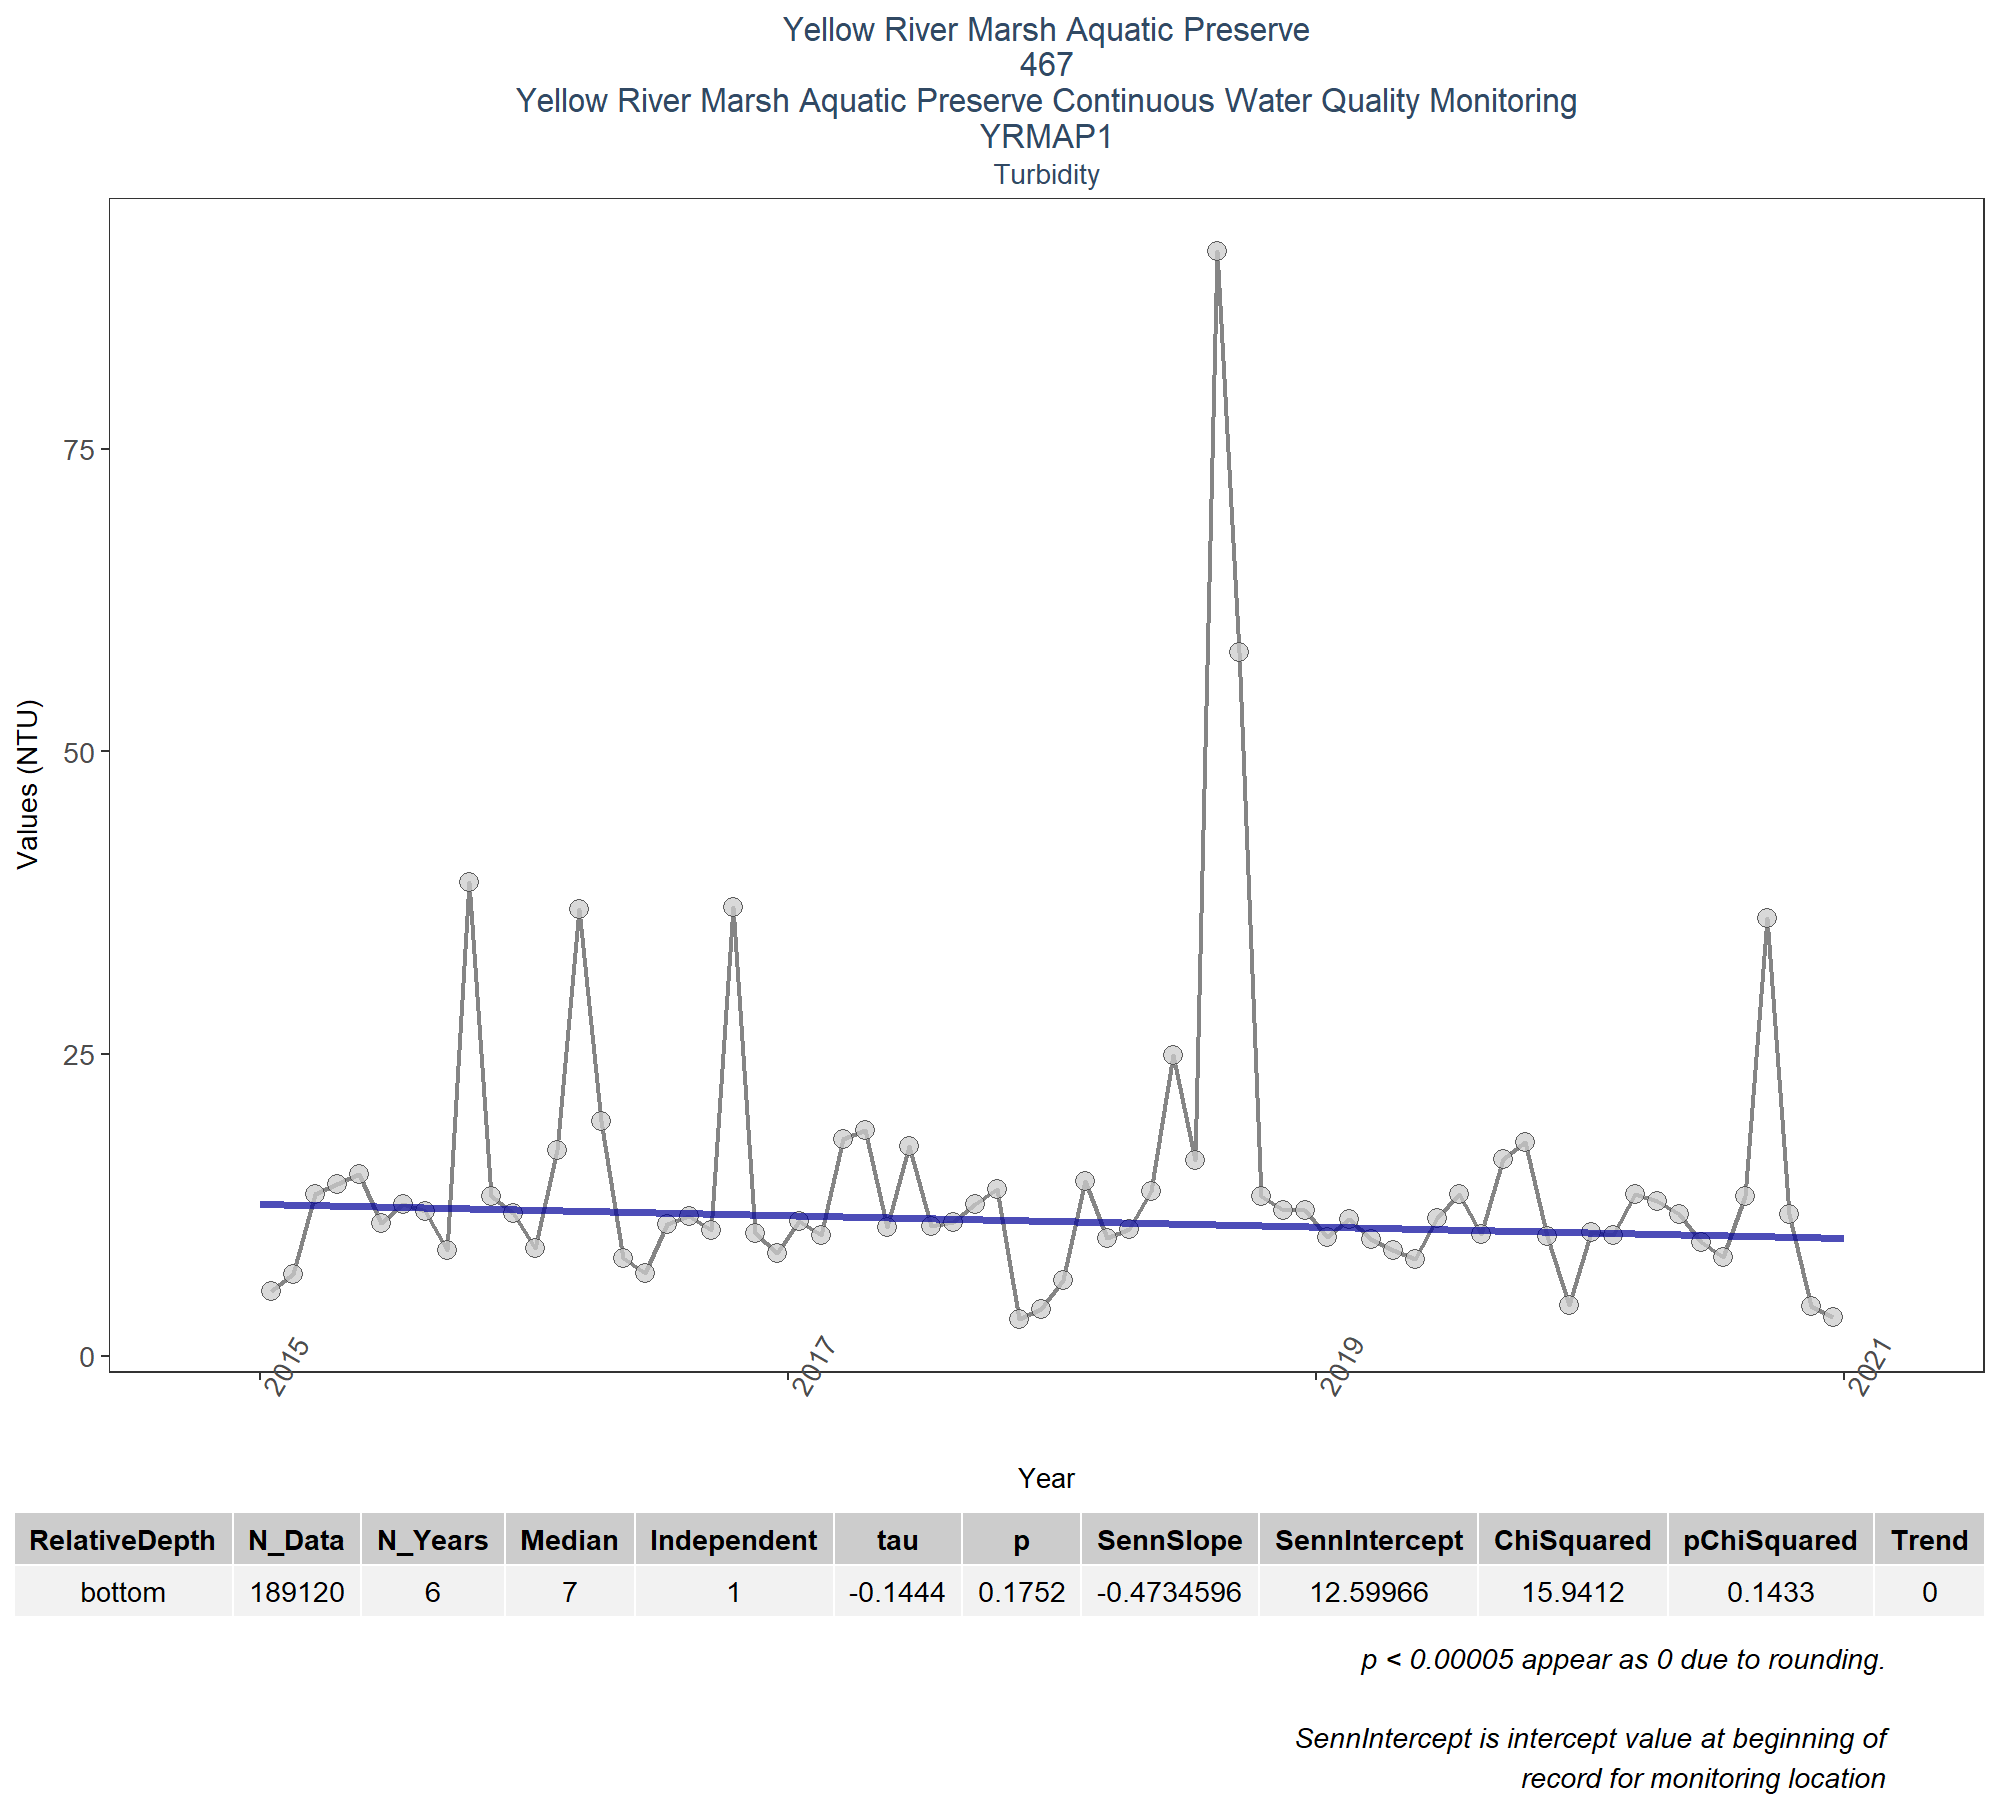 Yellow River Marsh Aquatic Preserve
467
Yellow River Marsh Aquatic Preserve Continuous Water Quality Monitoring
YRMAP1
Turbidity
Values (NTU)
75
50
25
0
2015 2017 2019 2021
Year
RelativeDepth N_Data N_Years Median Independent tau p SennSlope SennIntercept ChiSquared pChiSquared Trend
bottom 189120 6 7 1 -0.1444 0.1752 -0.4734596 12.59966 15.9412 0.1433 0
p < 0.00005 appear as 0 due to rounding.
SennIntercept is intercept value at beginning of
record for monitoring location